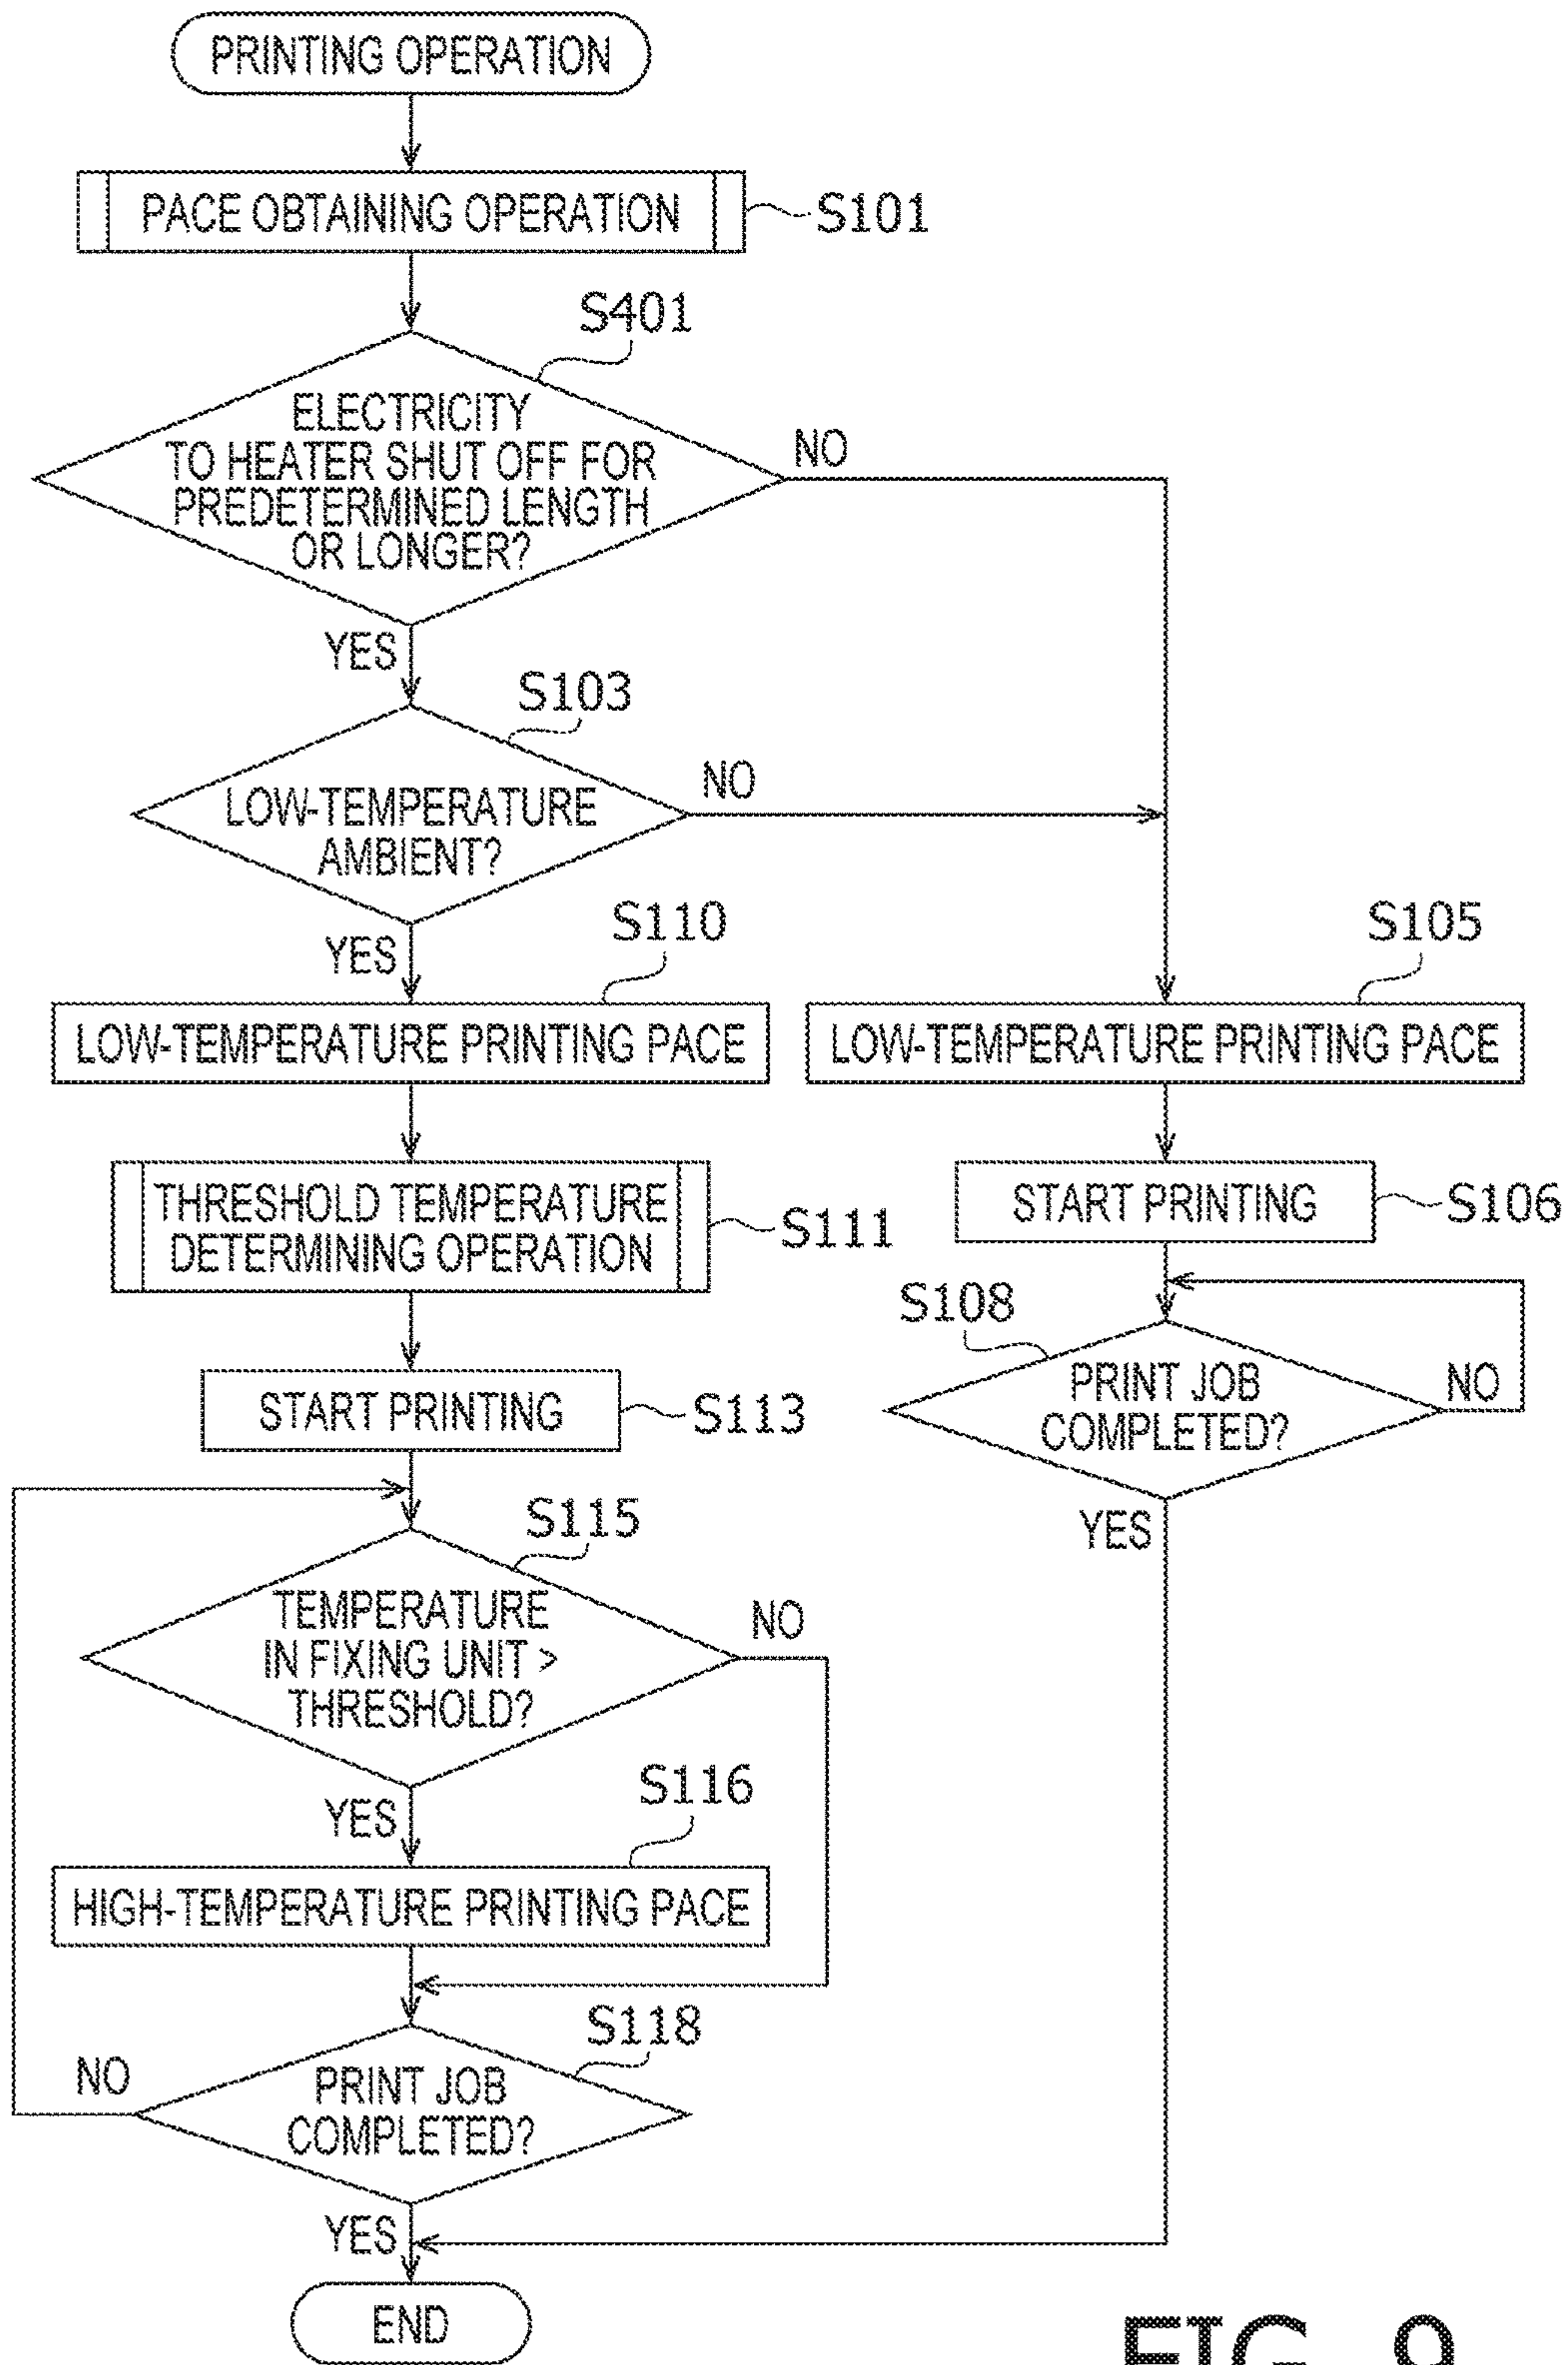 PRINTING OPERATION
PACE OBTAINING OPERATION
S101
S401
ELECTRICITY
TO HEATER SHUT OFF FOR
PREDETERMINED LENGTH
OR LONGER?
NO
YES
S103
LOW-TEMPERATURE
AMBIENT?
NO
YES
S110
LOW-TEMPERATURE PRINTING PACE
S105
LOW-TEMPERATURE PRINTING PACE
THRESHOLD TEMPERATURE
DETERMINING OPERATION
S111
START PRINTING
S106
S108
PRINT JOB
COMPLETED?
NO
YES
START PRINTING
S113
S115
TEMPERATURE
IN FIXING UNIT >
THRESHOLD?
NO
YES
S116
HIGH-TEMPERATURE PRINTING PACE
S118
PRINT JOB
COMPLETED?
NO
YES
END
FIG. 9